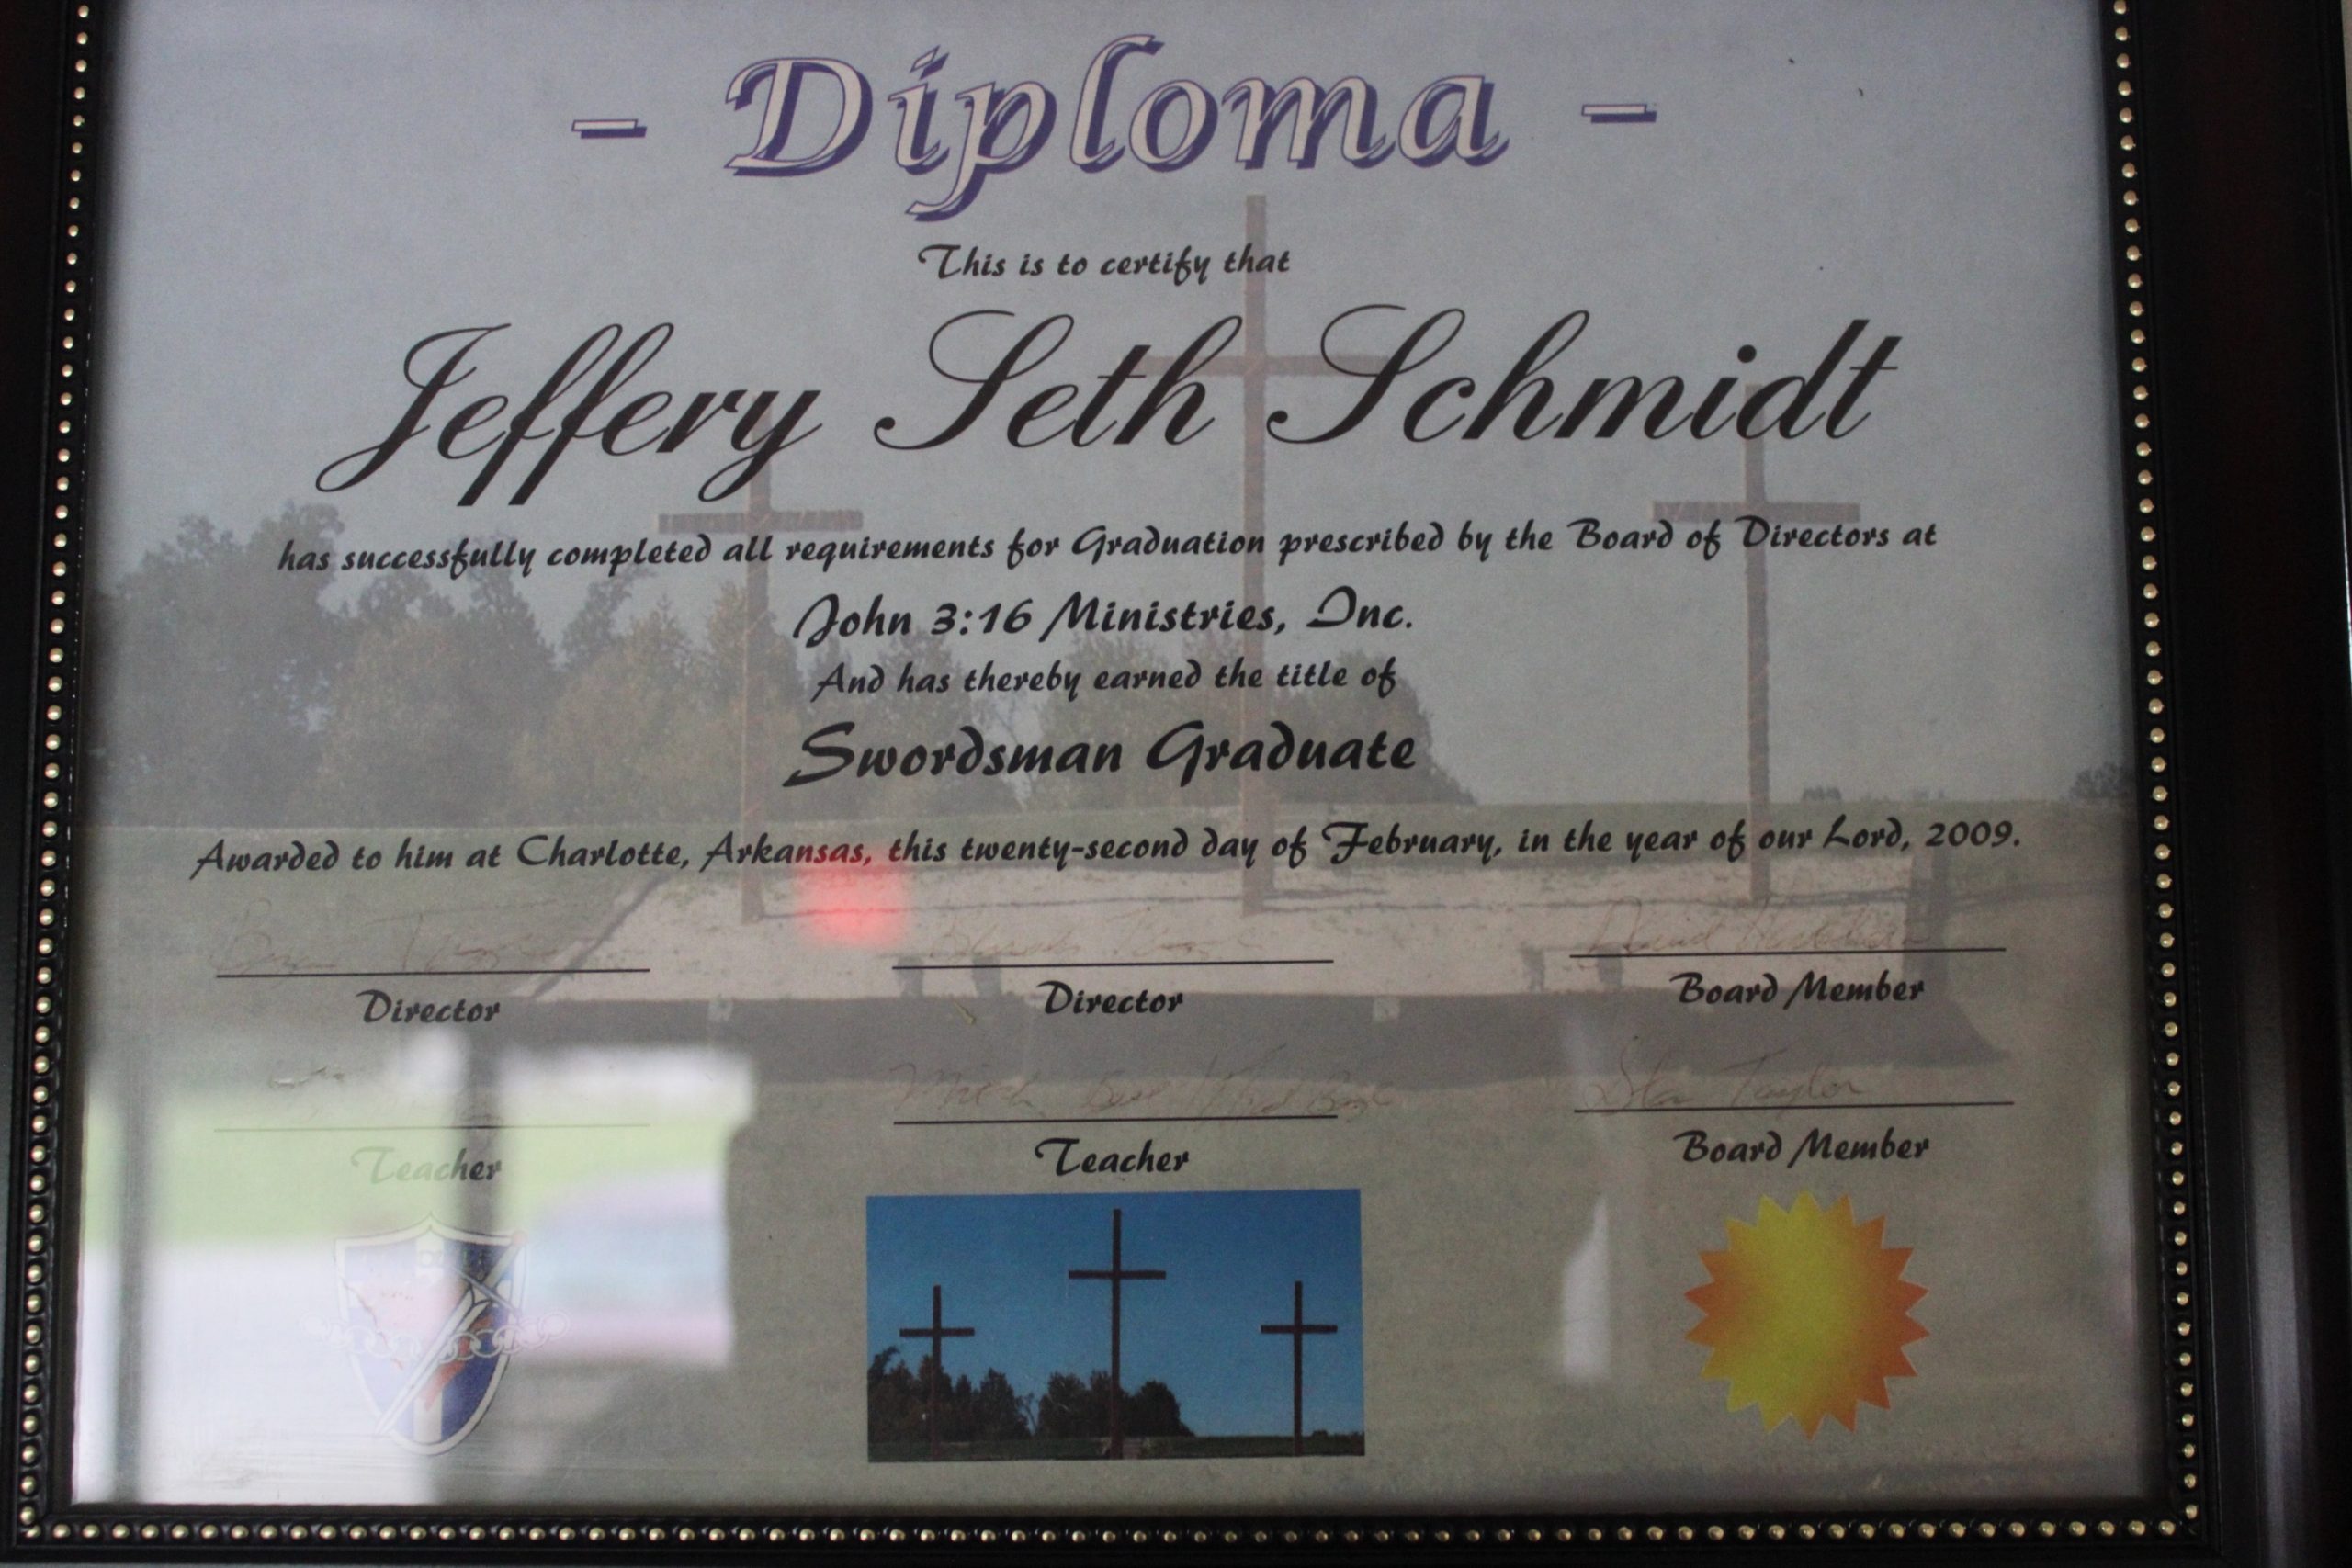 - Diploma -
This is to certify that
Jeffery Seth Schmidt
has successfully completed all requirements for Graduation prescribed by the Board of Directors at
John 3:16 Ministries, Inc.
And has thereby earned the title of
Swordsman Graduate
Awarded to him at Charlotte, Arkansas, this twenty-second day of February, in the year of our Lord, 2009.
David
Director Director Board Member
Stan Taylor
Teacher Teacher Board Member